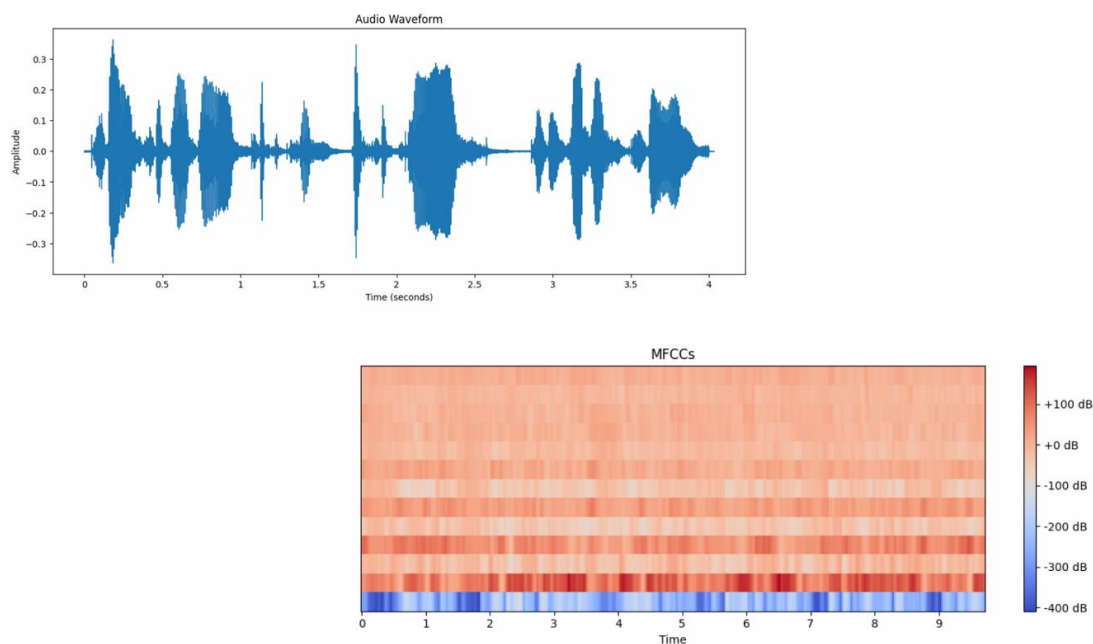 Audio Waveform
0.3
0.2
0.1
0.0
-0.1
-0.2
-0.3
Amplitude
0 0.5 1 1.5 2 2.5 3 3.5 4
Time (seconds)
MFCCs
+100 dB
+0 dB
-100 dB
-200 dB
-300 dB
-400 dB
0 1 2 3 4 5 6 7 8 9
Time